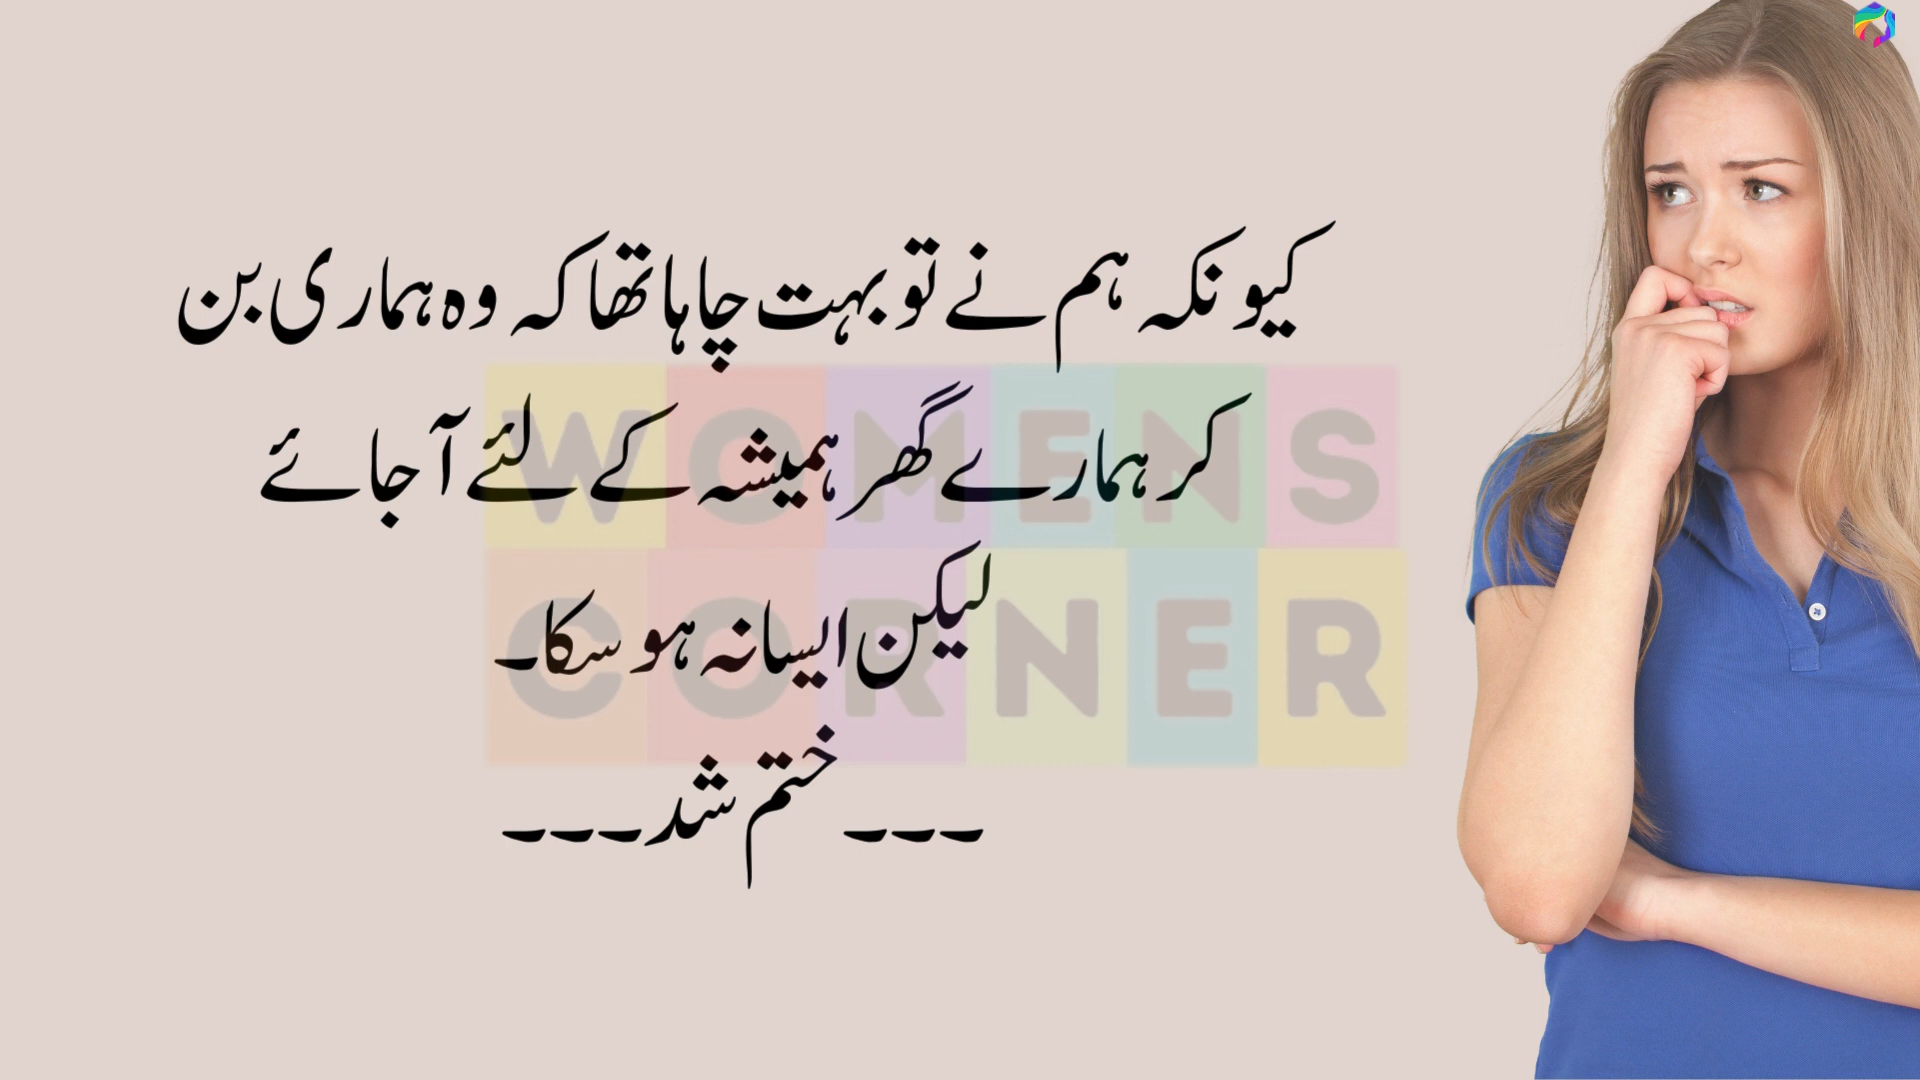 کیونکہ ہم نے تو بہت چاہا تھا کہ وہ ہماری بن
کر ہمارے گھر ہمیشہ کے لئے آ جائے
لیکن ایسا نہ ہو سکا۔
۔۔۔ ختم شد ۔۔۔
WOMENS
CORNER